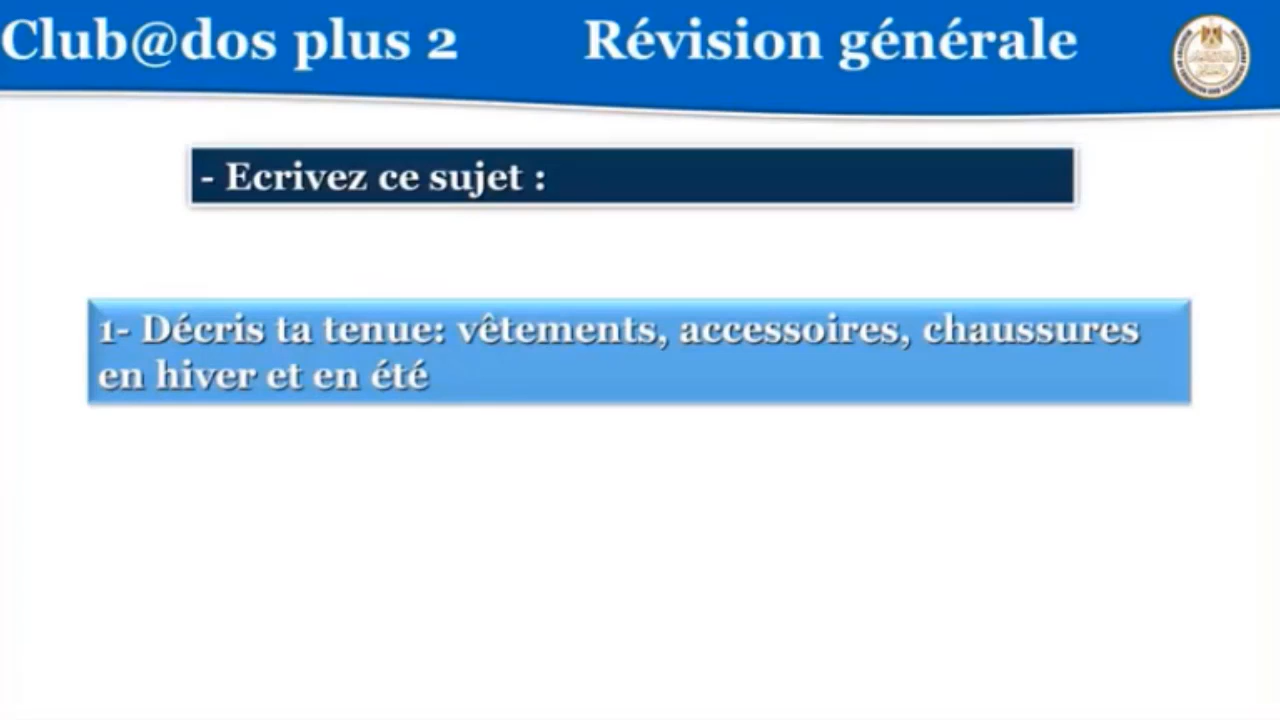 Club@dos plus 2 Révision générale
- Ecrivez ce sujet :
1- Décris ta tenue: vêtements, accessoires, chaussures
en hiver et en été